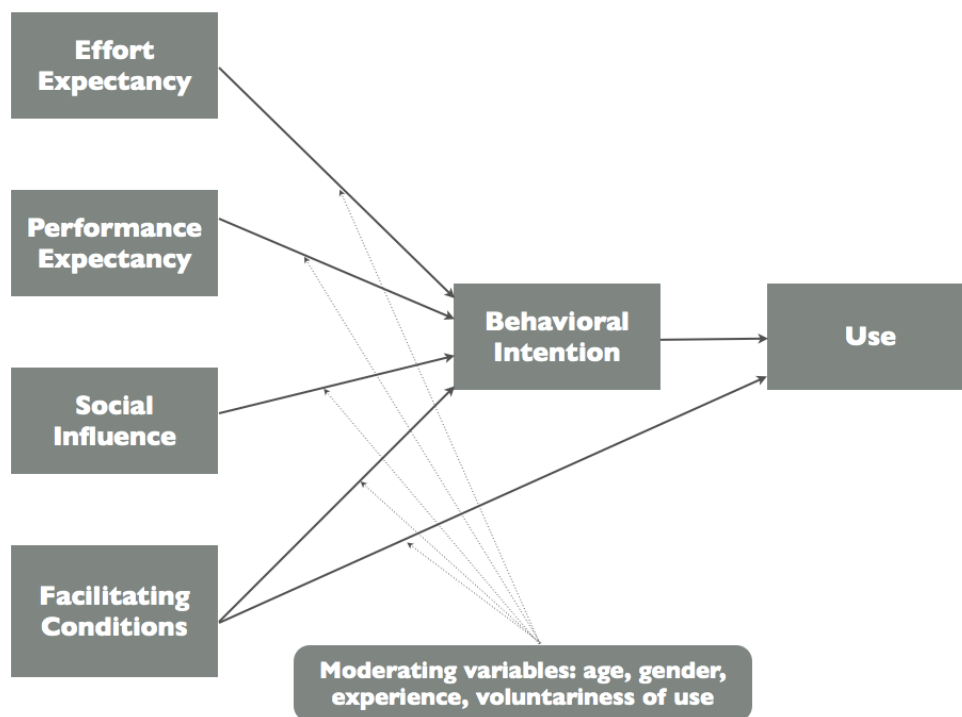 Effort
Expectancy
Performance
Expectancy
Social
Influence
Facilitating
Conditions
Behavioral
Intention
Use
Moderating variables: age, gender,
experience, voluntariness of use